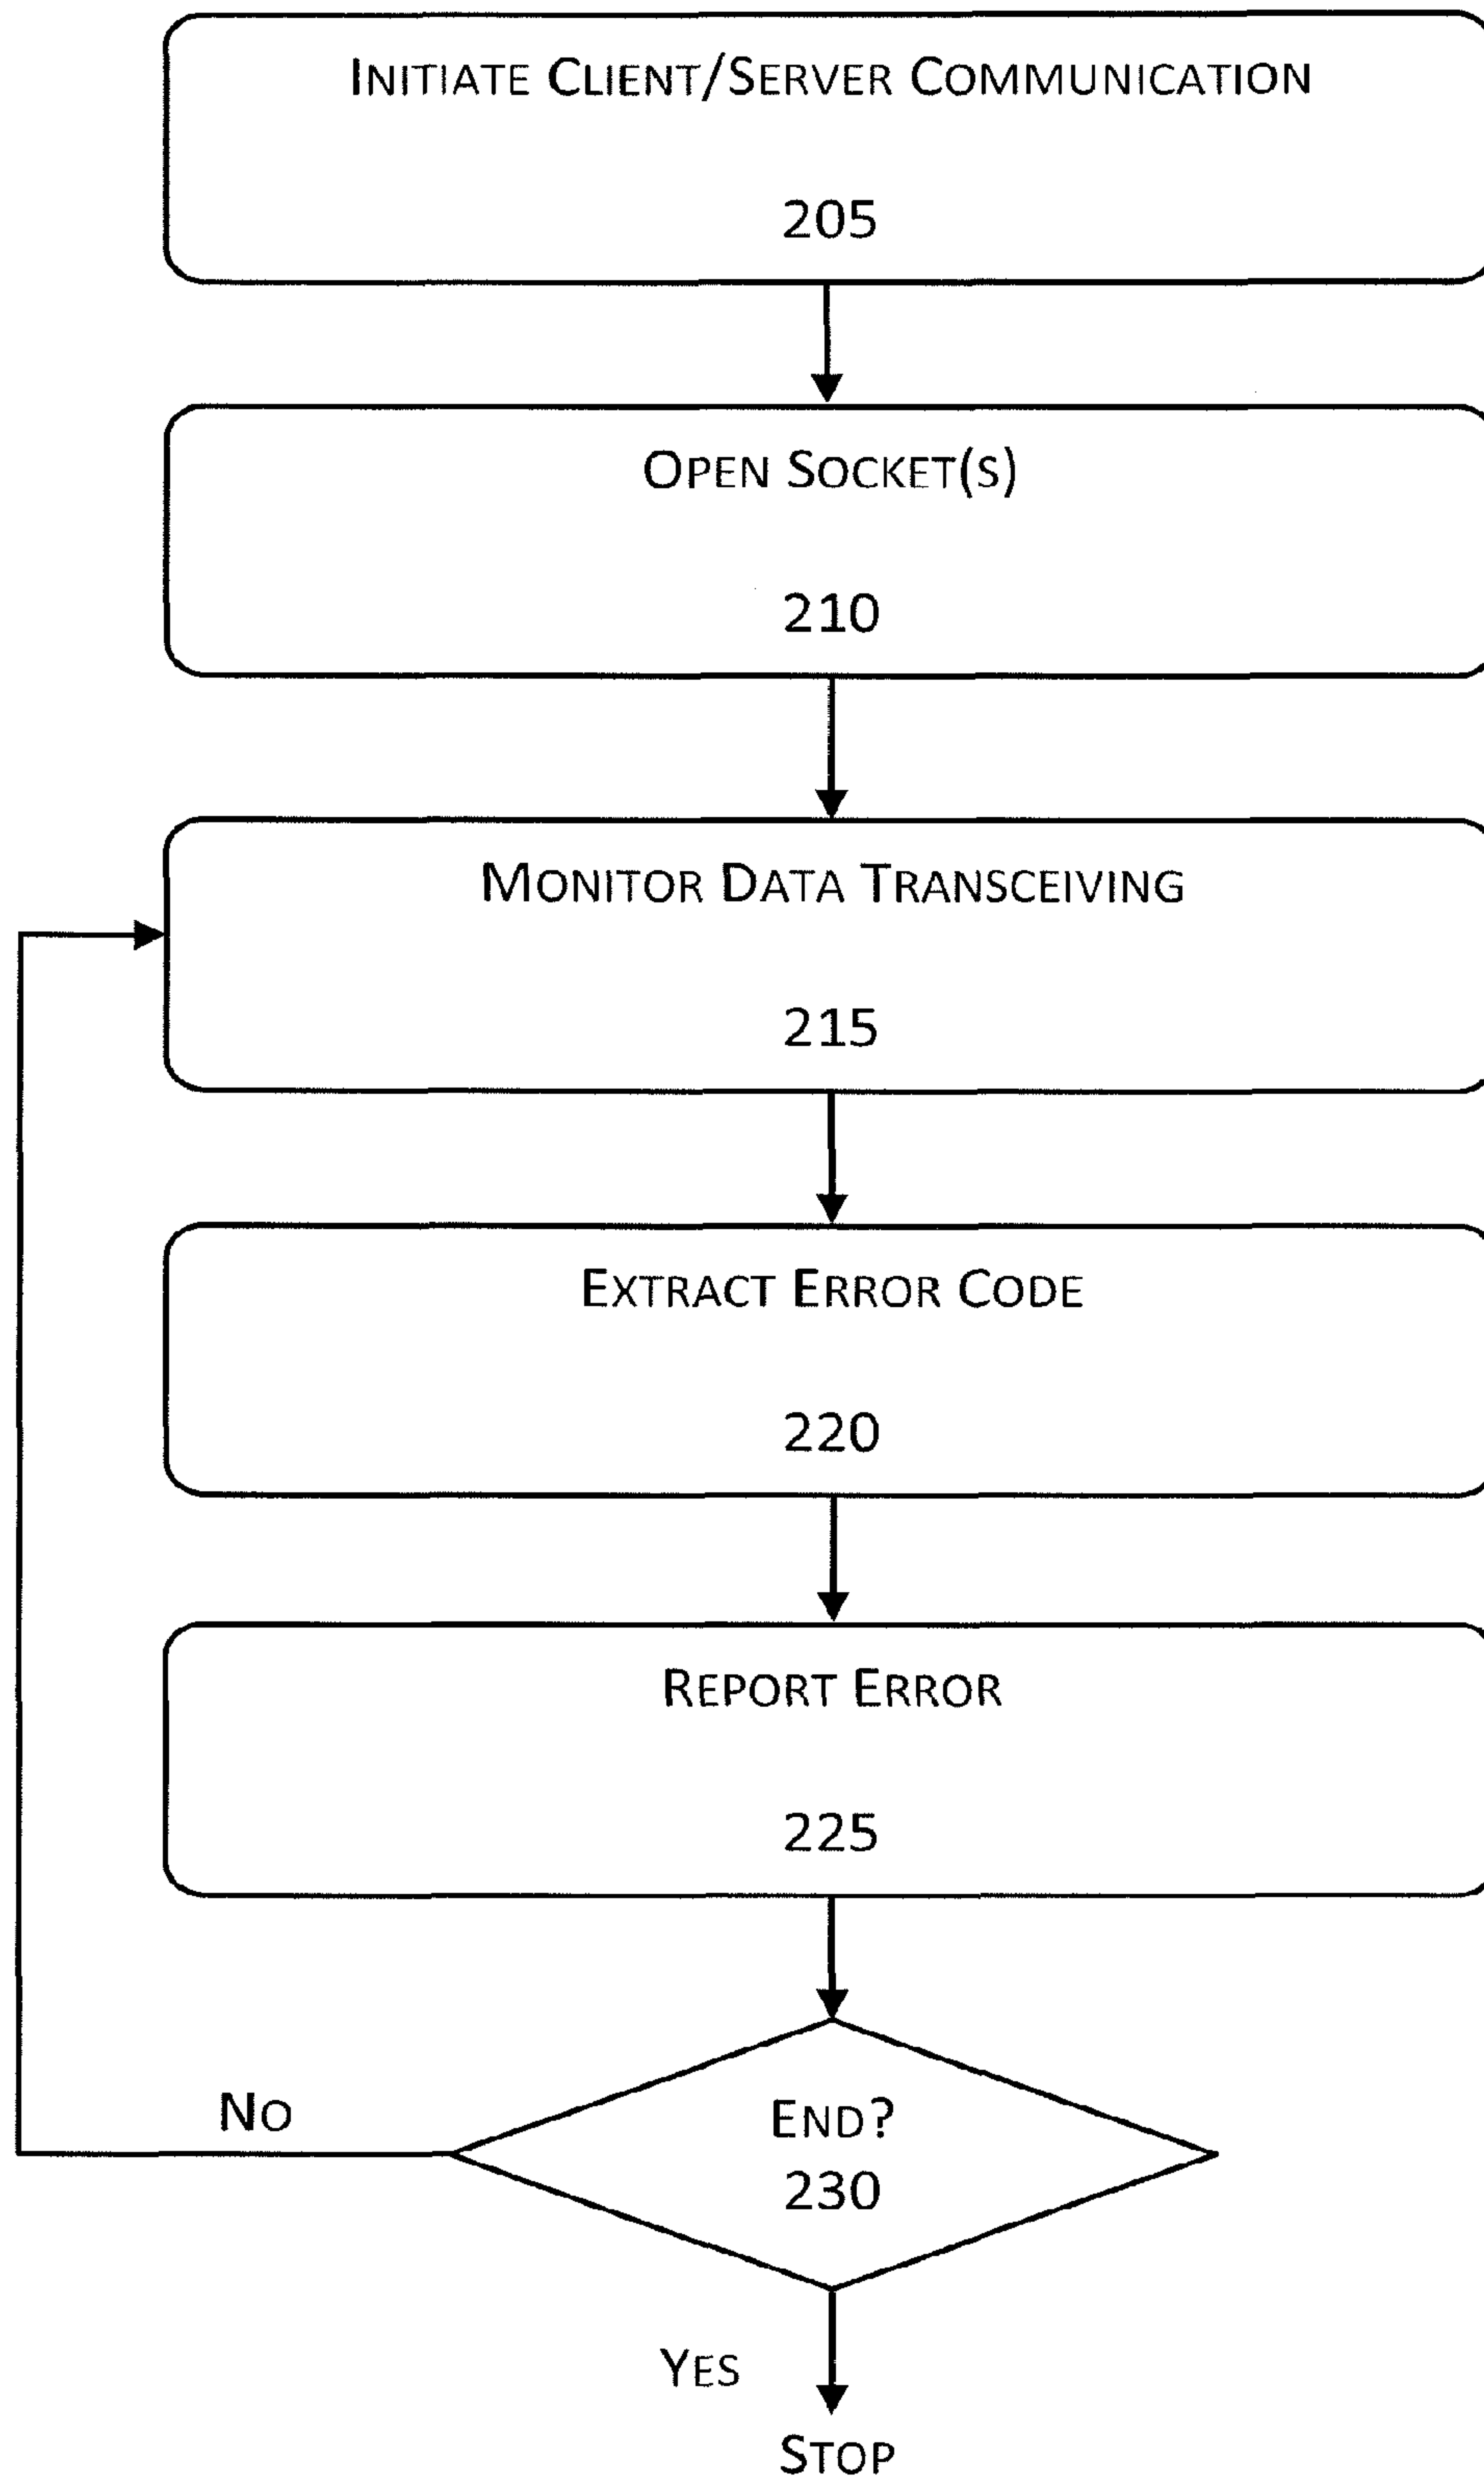 INITIATE CLIENT/SERVER COMMUNICATION
205
OPEN SOCKET(S)
210
MONITOR DATA TRANSCEIVING
215
EXTRACT ERROR CODE
220
REPORT ERROR
225
NO
END?
230
YES
STOP